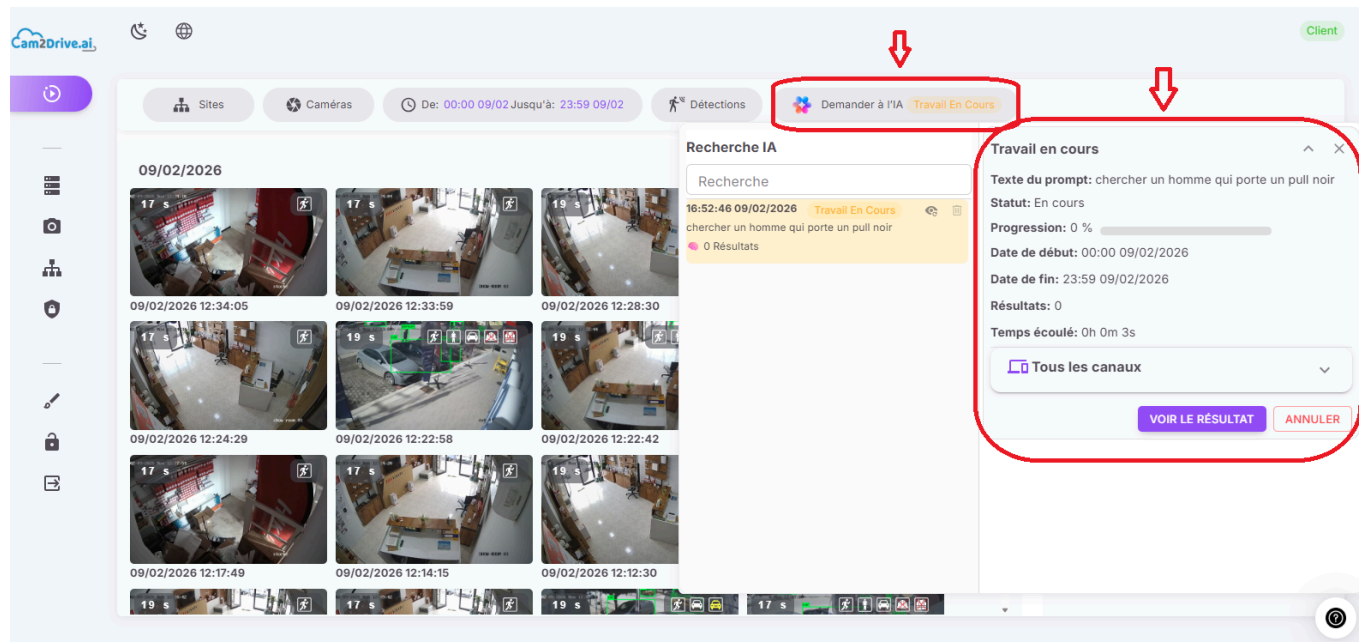 Cam2Drive.ai
Client
Sites
Caméras
De: 00:00 09/02 Jusqu'à: 23:59 09/02
Détections
Demander à l'IA Travail En Cours
09/02/2026
17 s
17 s
19 s
09/02/2026 12:34:05
09/02/2026 12:33:59
09/02/2026 12:28:30
17 s
19 s
19 s
09/02/2026 12:24:29
09/02/2026 12:22:58
09/02/2026 12:22:42
17 s
17 s
19 s
09/02/2026 12:17:49
09/02/2026 12:14:15
09/02/2026 12:12:30
19 s
17 s
19 s
17 s
Recherche IA
Recherche
16:52:46 09/02/2026 Travail En Cours
chercher un homme qui porte un pull noir
0 Résultats
Travail en cours
Texte du prompt: chercher un homme qui porte un pull noir
Statut: En cours
Progression: 0 %
Date de début: 00:00 09/02/2026
Date de fin: 23:59 09/02/2026
Résultats: 0
Temps écoulé: 0h 0m 3s
Tous les canaux
VOIR LE RÉSULTAT
ANNULER